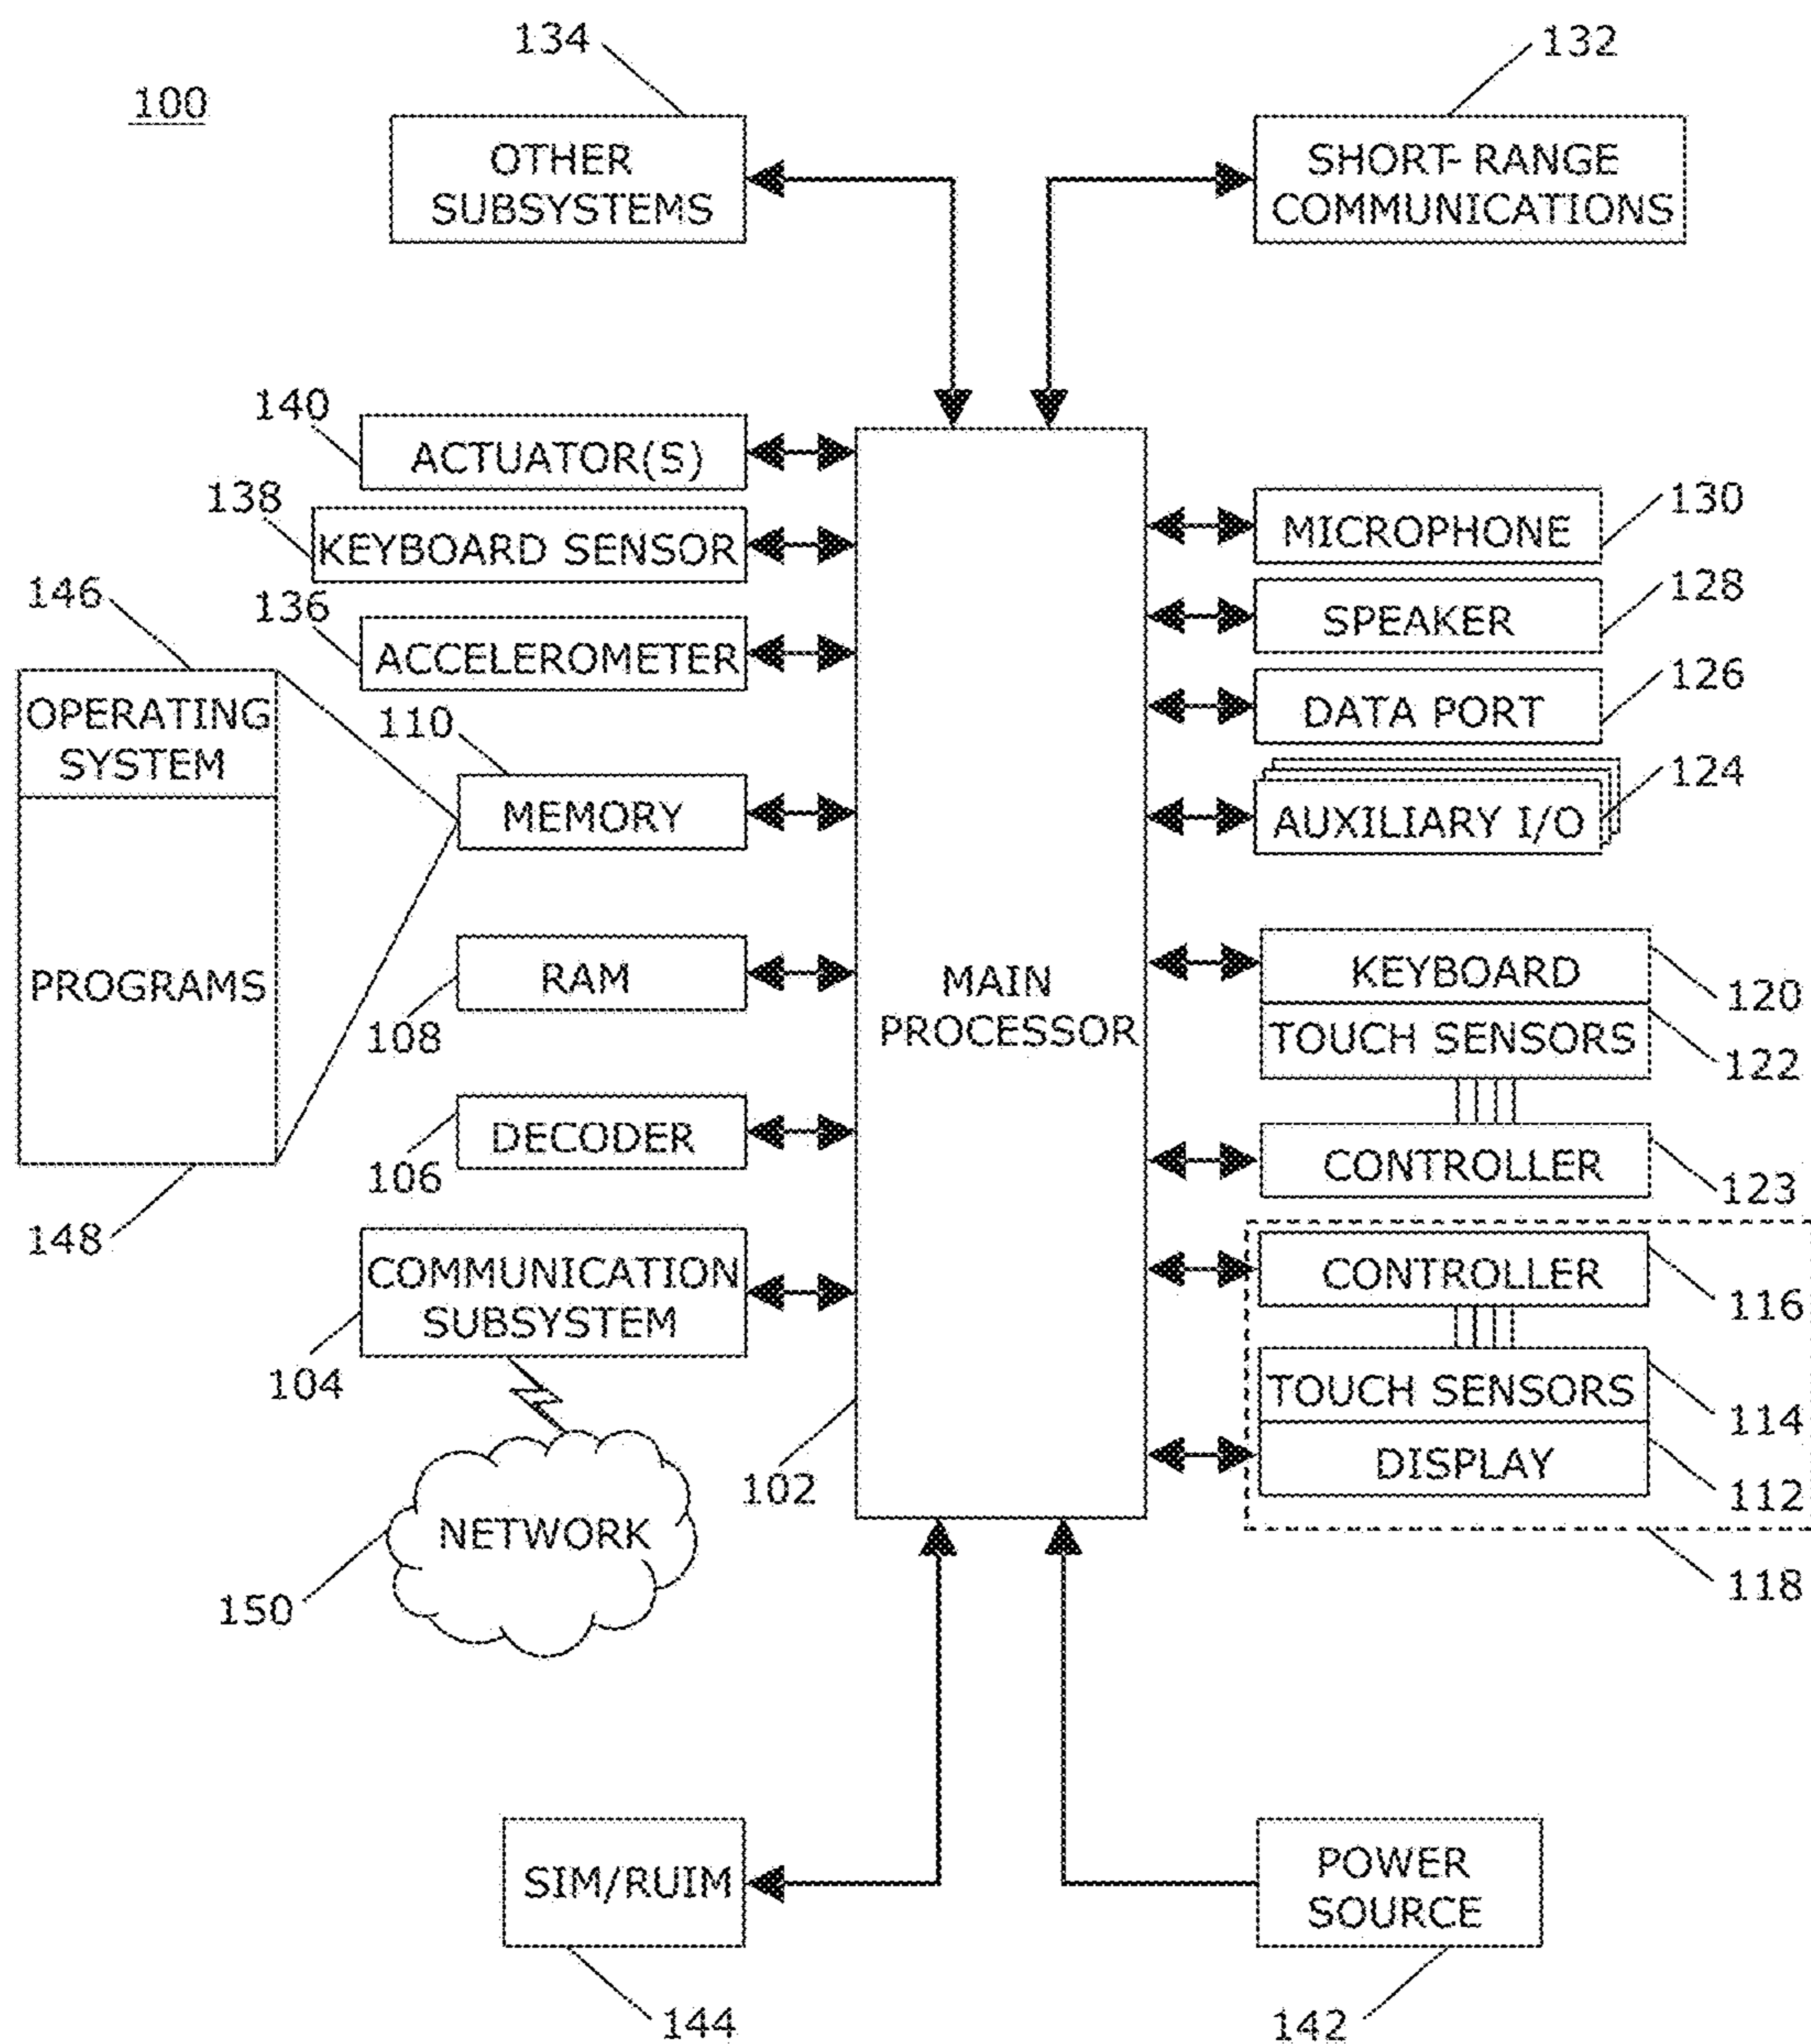 134
132
100
OTHER
SUBSYSTEMS
SHORT-RANGE
COMMUNICATIONS
140
ACTUATOR(S)
138
KEYBOARD SENSOR
136
ACCELEROMETER
146
OPERATING
SYSTEM
PROGRAMS
148
110
MEMORY
RAM
108
DECODER
106
COMMUNICATION
SUBSYSTEM
104
NETWORK
150
MAIN
PROCESSOR
102
MICROPHONE
130
SPEAKER
128
DATA PORT
126
AUXILIARY I/O
124
KEYBOARD
120
TOUCH SENSORS
122
CONTROLLER
123
CONTROLLER
116
TOUCH SENSORS
114
DISPLAY
112
118
SIM/RUIM
144
POWER
SOURCE
142